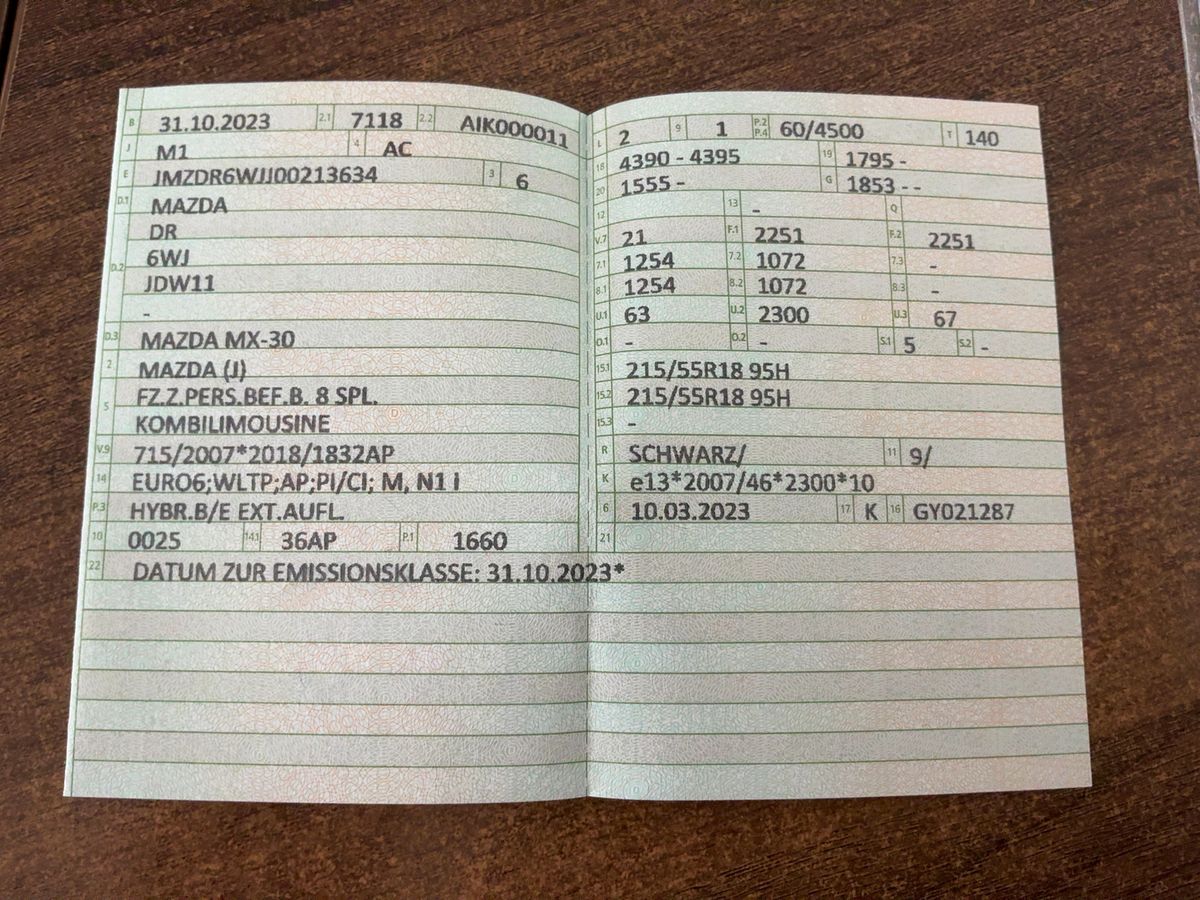 B 31.10.2023 2.1 7118 2.2 AIK000011
J M1 4 AC
E JMZDR6WJJ00213634 3 6
D.1 MAZDA
DR
D.2 6WJ
JDW11
-
D.3 MAZDA MX-30
2 MAZDA (J)
5 FZ.Z.PERS.BEF.B. 8 SPL.
KOMBILIMOUSINE
V.9 715/2007*2018/1832AP
14 EURO6;WLTP;AP;PI/CI; M, N1 I
P.3 HYBR.B/E EXT.AUFL.
10 0025 14.1 36AP P.1 1660
22 DATUM ZUR EMISSIONSKLASSE: 31.10.2023*
L 2 9 1 P.2 P.4 60/4500 T 140
18 4390 - 4395 19 1795 -
20 1555 - G 1853 - -
12 13 - Q
V.7 21 F.1 2251 F.2 2251
7.1 1254 7.2 1072 7.3 -
8.1 1254 8.2 1072 8.3 -
U.1 63 U.2 2300 U.3 67
O.1 - O.2 - S.1 5 S.2 -
15.1 215/55R18 95H
15.2 215/55R18 95H
15.3 -
R SCHWARZ/ 11 9/
K e13*2007/46*2300*10
6 10.03.2023 17 K 16 GY021287
21